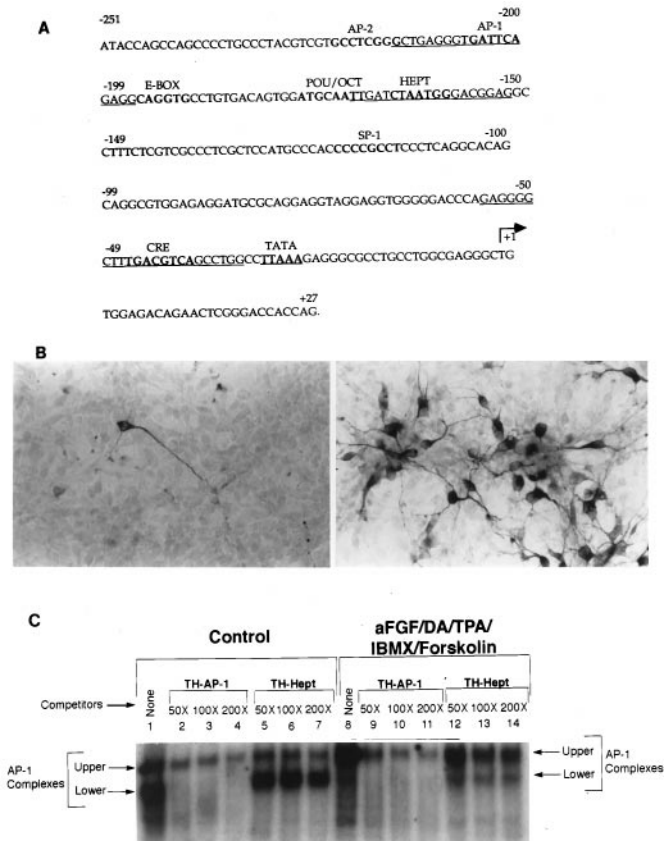 A
-251 AP-2 AP-1 -200
ATACCAGCCAGCCCCTGCCCTACGTCGTGCCTCGGGCTGAGGGTGATTCA
-199 E-BOX POU/OCT HEPT -150
GAGGCAGGTGCCTGTGACAGTGGATGCAATTGATCTAATGGGACGGAGGC
-149 SP-1 -100
CTTTCTCGTCGCCCTCGCTCCATGCCCACCCCCGCCTCCCTCAGGCACAG
-99 -50
CAGGCGTGGAGAGGATGCGCAGGAGGTAGGAGGTGGGGGACCCAGAGGGG
-49 CRE TATA +1
CTTTGACGTCAGCCTGGCCTTAAAGAGGGCGCCTGCCTGGCGAGGGCTG
+27
TGGAGACAGAACTCGGGACCACCAG.
B
C
Control aFGF/DA/TPA/
IBMX/Forskolin
Competitors None TH-AP-1 TH-Hept None TH-AP-1 TH-Hept
50X 100X 200X 50X 100X 200X 50X 100X 200X 50X 100X 200X
1 2 3 4 5 6 7 8 9 10 11 12 13 14
AP-1
Complexes
Upper
Lower
Upper
Lower
AP-1
Complexes